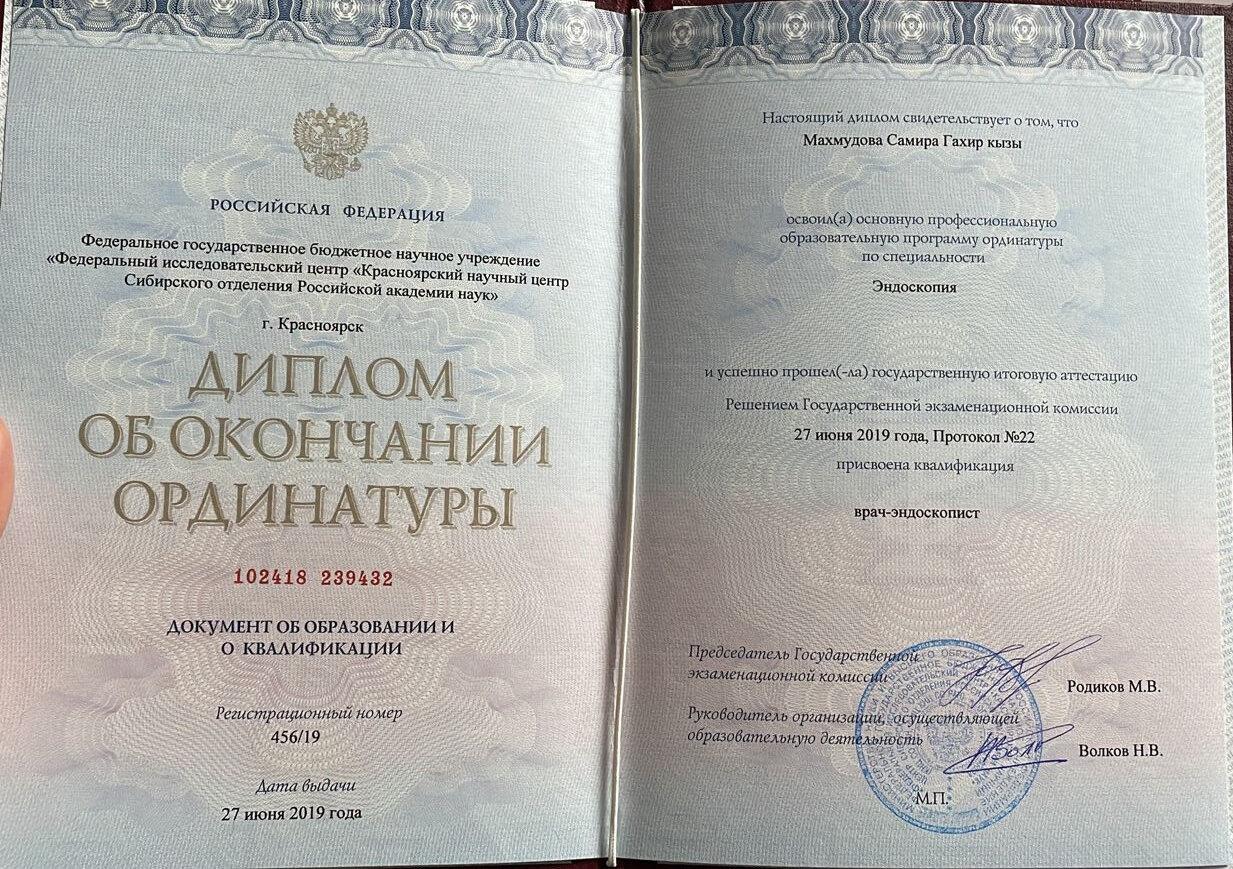 РОССИЙСКАЯ ФЕДЕРАЦИЯ
Федеральное государственное бюджетное научное учреждение
«Федеральный исследовательский центр «Красноярский научный центр
Сибирского отделения Российской академии наук»
г. Красноярск
ДИПЛОМ
ОБ ОКОНЧАНИИ
ОРДИНАТУРЫ
102418 239432
ДОКУМЕНТ ОБ ОБРАЗОВАНИИ И
О КВАЛИФИКАЦИИ
Регистрационный номер
456/19
Дата выдачи
27 июня 2019 года
Настоящий диплом свидетельствует о том, что
Махмудова Самира Гахир кызы
освоил(а) основную профессиональную
образовательную программу ординатуры
по специальности
Эндоскопия
и успешно прошел(-ла) государственную итоговую аттестацию
Решением Государственной экзаменационной комиссии
27 июня 2019 года, Протокол №22
присвоена квалификация
врач-эндоскопист
Председатель Государственной
экзаменационной комиссии
Родиков М.В.
Руководитель организации, осуществляющей
образовательную деятельность
Волков Н.В.
М.П.